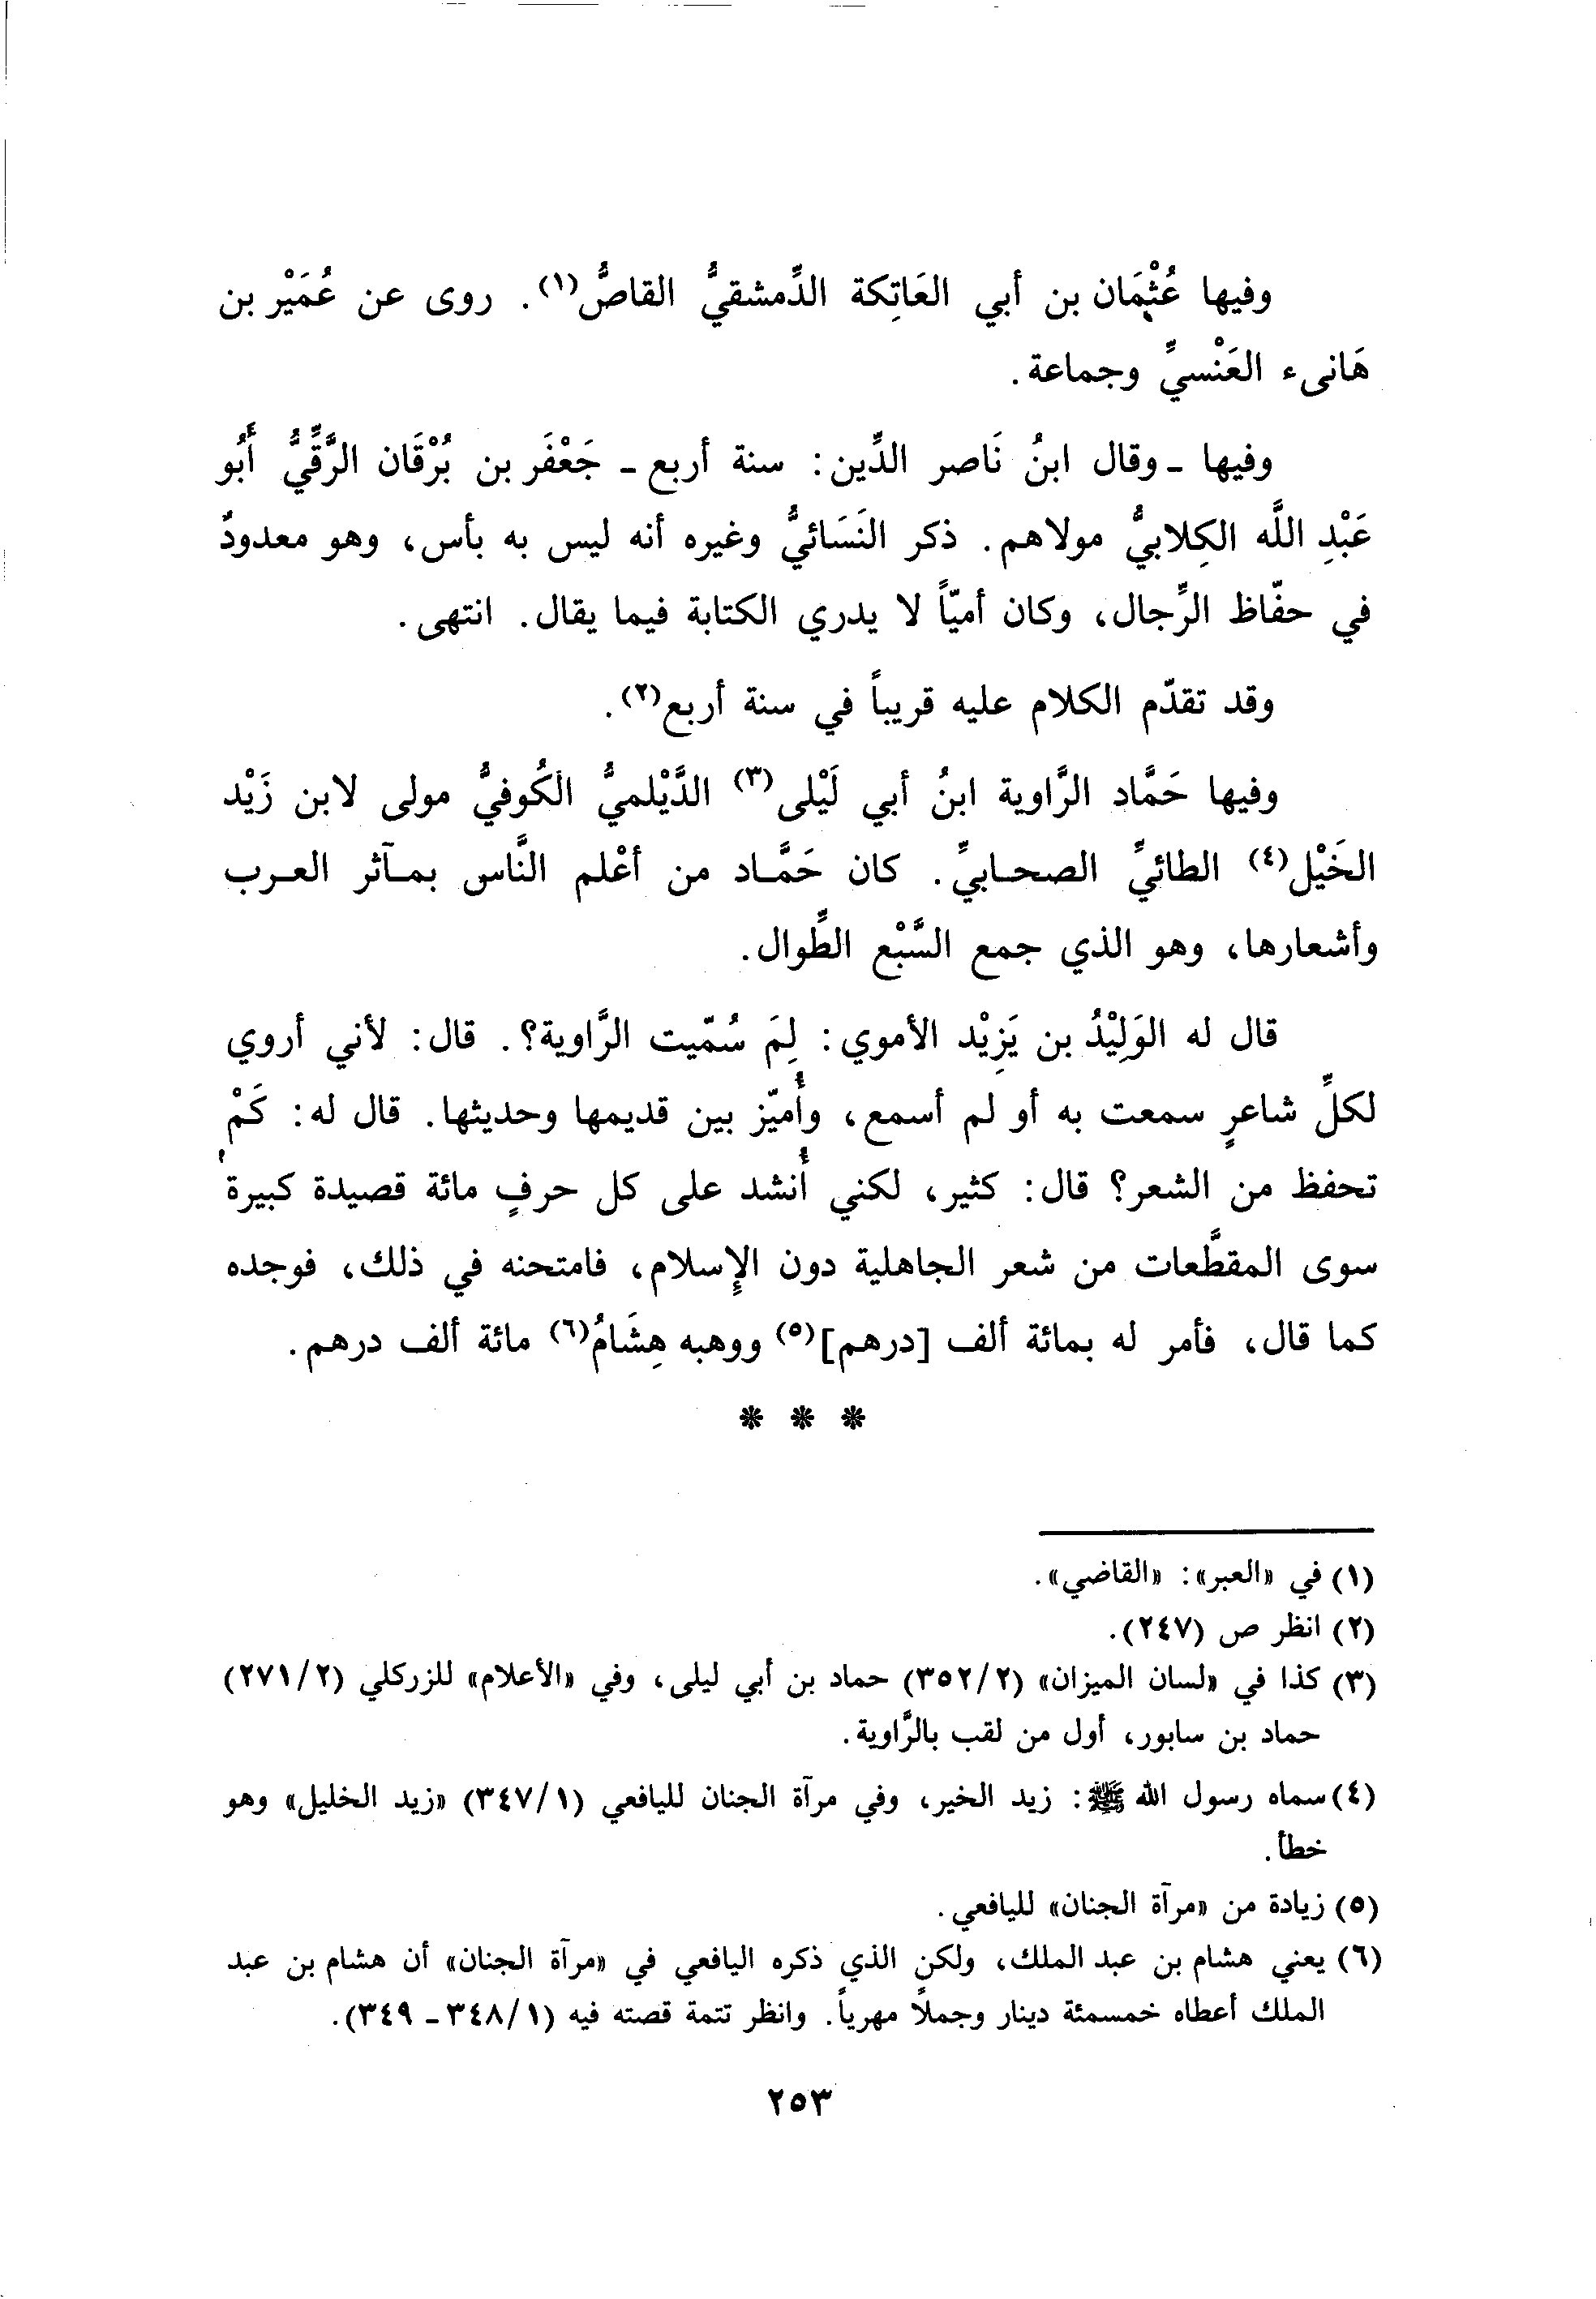 وفيها عُثْمَان بن أبي العَاتِكة الدِّمشقيُّ القاصُّ(١). روى عن عُمَيْر بن
هَانىء العَنْسيِّ وجماعة.
وفيها - وقال ابنُ نَاصر الدِّين: سنة أربع - جَعْفَر بن بُرْقَان الرَّقِّيُّ أَبُو
عَبْدِ اللَّه الكِلابيُّ مولاهم. ذكر النَسَائيُّ وغيره أنه ليس به بأس، وهو معدودٌ
في حفّاظ الرِّجال، وكان أميّاً لا يدري الكتابة فيما يقال. انتهى.
وقد تقدّم الكلام عليه قريباً في سنة أربع(٢).
وفيها حَمَّاد الرَّاوية ابنُ أبي لَيْلى(٣) الدَّيْلميُّ الكُوفيُّ مولى لابن زَيْد
الخَيْل(٤) الطائيِّ الصحابيِّ. كان حَمَّاد من أعْلم النَّاس بمآثر العرب
وأشعارها، وهو الذي جمع السَّبْع الطِّوال.
قال له الوَلِيْدُ بن يَزِيْد الأموي: لِمَ سُمّيت الرَّاوية؟. قال: لأني أروي
لكلِّ شاعرٍ سمعت به أو لم أسمع، وأُميّز بين قديمها وحديثها. قال له: كَمْ
تحفظ من الشعر؟ قال: كثير، لكني أُنشد على كل حرفٍ مائة قصيدة كبيرة
سوى المقطَّعات من شعر الجاهلية دون الإِسلام، فامتحنه في ذلك، فوجده
كما قال، فأمر له بمائة ألف [درهم](٥) ووهبه هِشَامُ(٦) مائة ألف درهم.
* * *
(١) في «العبر»: «القاضي».
(٢) انظر ص (٢٤٧).
(٣) كذا في «لسان الميزان» (٣٥٢/٢) حماد بن أبي ليلى، وفي «الأعلام» للزركلي (٢٧١/٢)
حماد بن سابور، أول من لقب بالرَّاوية.
(٤) سماه رسول الله ﷺ: زيد الخير، وفي مرآة الجنان لليافعي (٣٤٧/١) «زيد الخليل» وهو
خطأ.
(٥) زيادة من «مرآة الجنان» لليافعي.
(٦) يعني هشام بن عبد الملك، ولكن الذي ذكره اليافعي في «مرآة الجنان» أن هشام بن عبد
الملك أعطاه خمسمئة دينار وجملًا مهرياً. وانظر تتمة قصته فيه (٣٤٨/١ - ٣٤٩).
٢٥٣